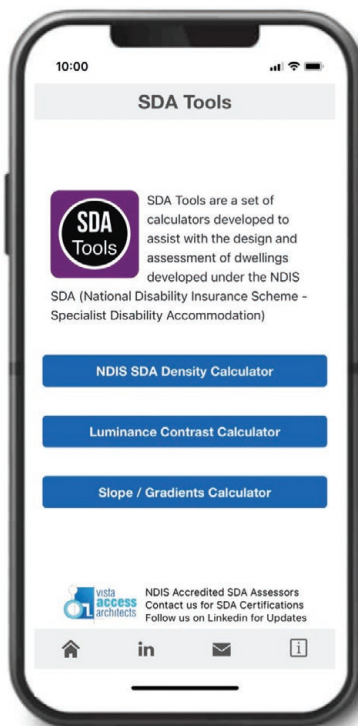 10:00
SDA Tools
SDA
Tools
SDA Tools are a set of
calculators developed to
assist with the design and
assessment of dwellings
developed under the NDIS
SDA (National Disability Insurance Scheme -
Specialist Disability Accommodation)
NDIS SDA Density Calculator
Luminance Contrast Calculator
Slope / Gradients Calculator
vista
access
architects
NDIS Accredited SDA Assessors
Contact us for SDA Certifications
Follow us on Linkedin for Updates
in
i